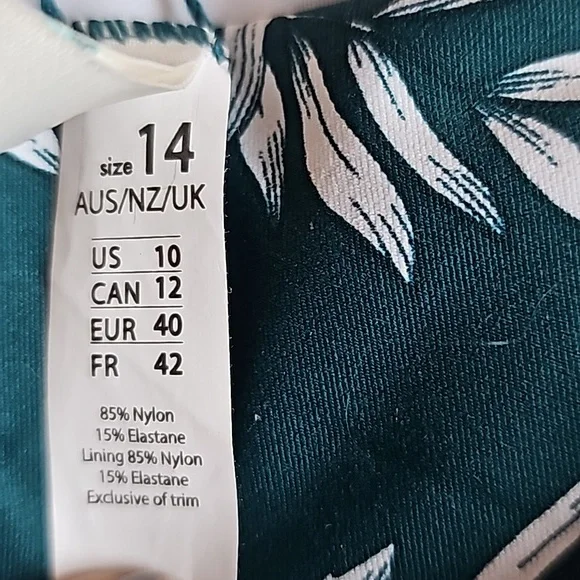 size 14
AUS/NZ/UK
US 10
CAN 12
EUR 40
FR 42
85% Nylon
15% Elastane
Lining 85% Nylon
15% Elastane
Exclusive of trim